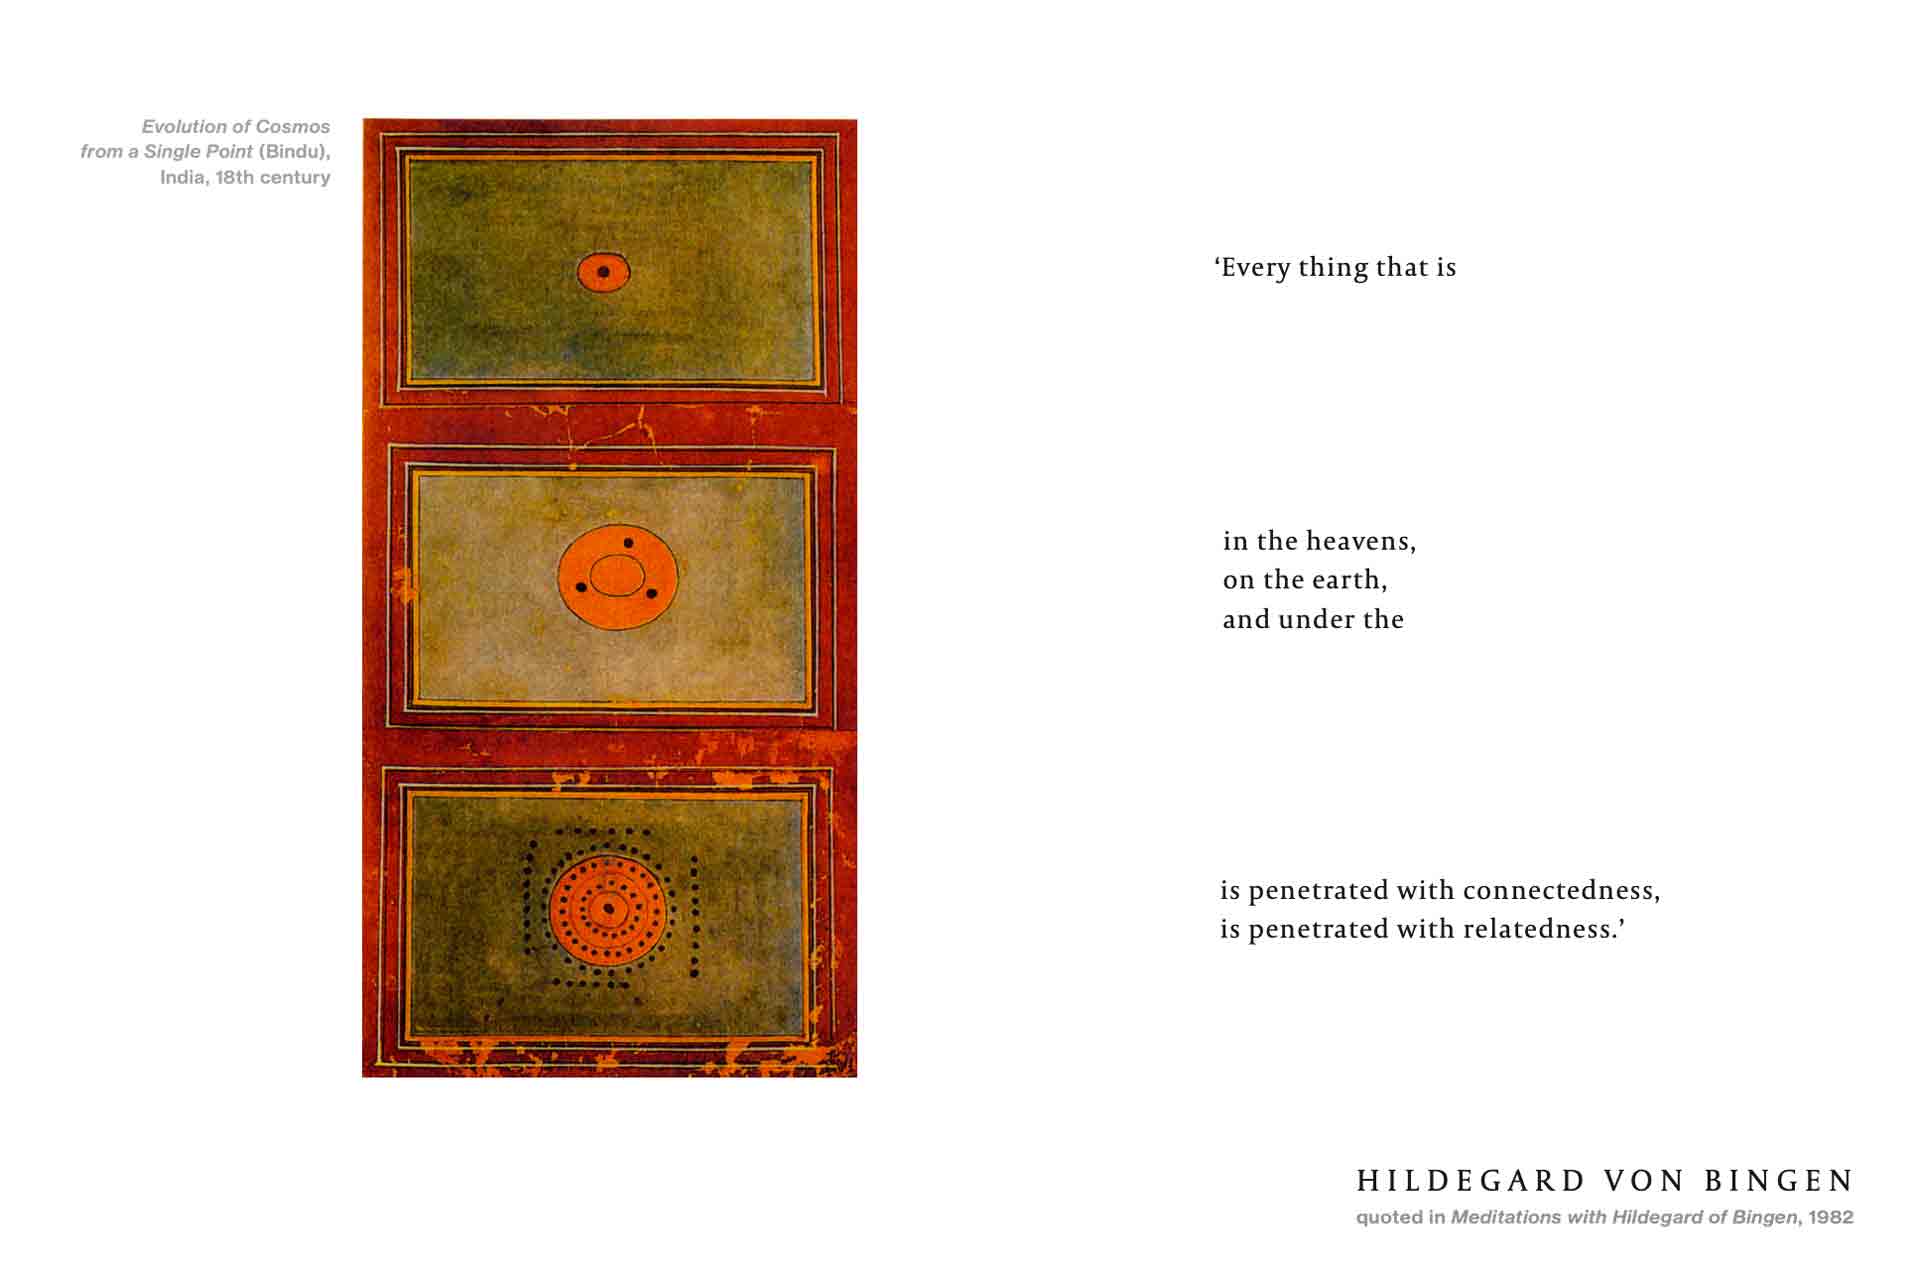 Evolution of Cosmos
from a Single Point (Bindu),
India, 18th century
‘Every thing that is
in the heavens,
on the earth,
and under the
is penetrated with connectedness,
is penetrated with relatedness.’
HILDEGARD VON BINGEN
quoted in Meditations with Hildegard of Bingen, 1982